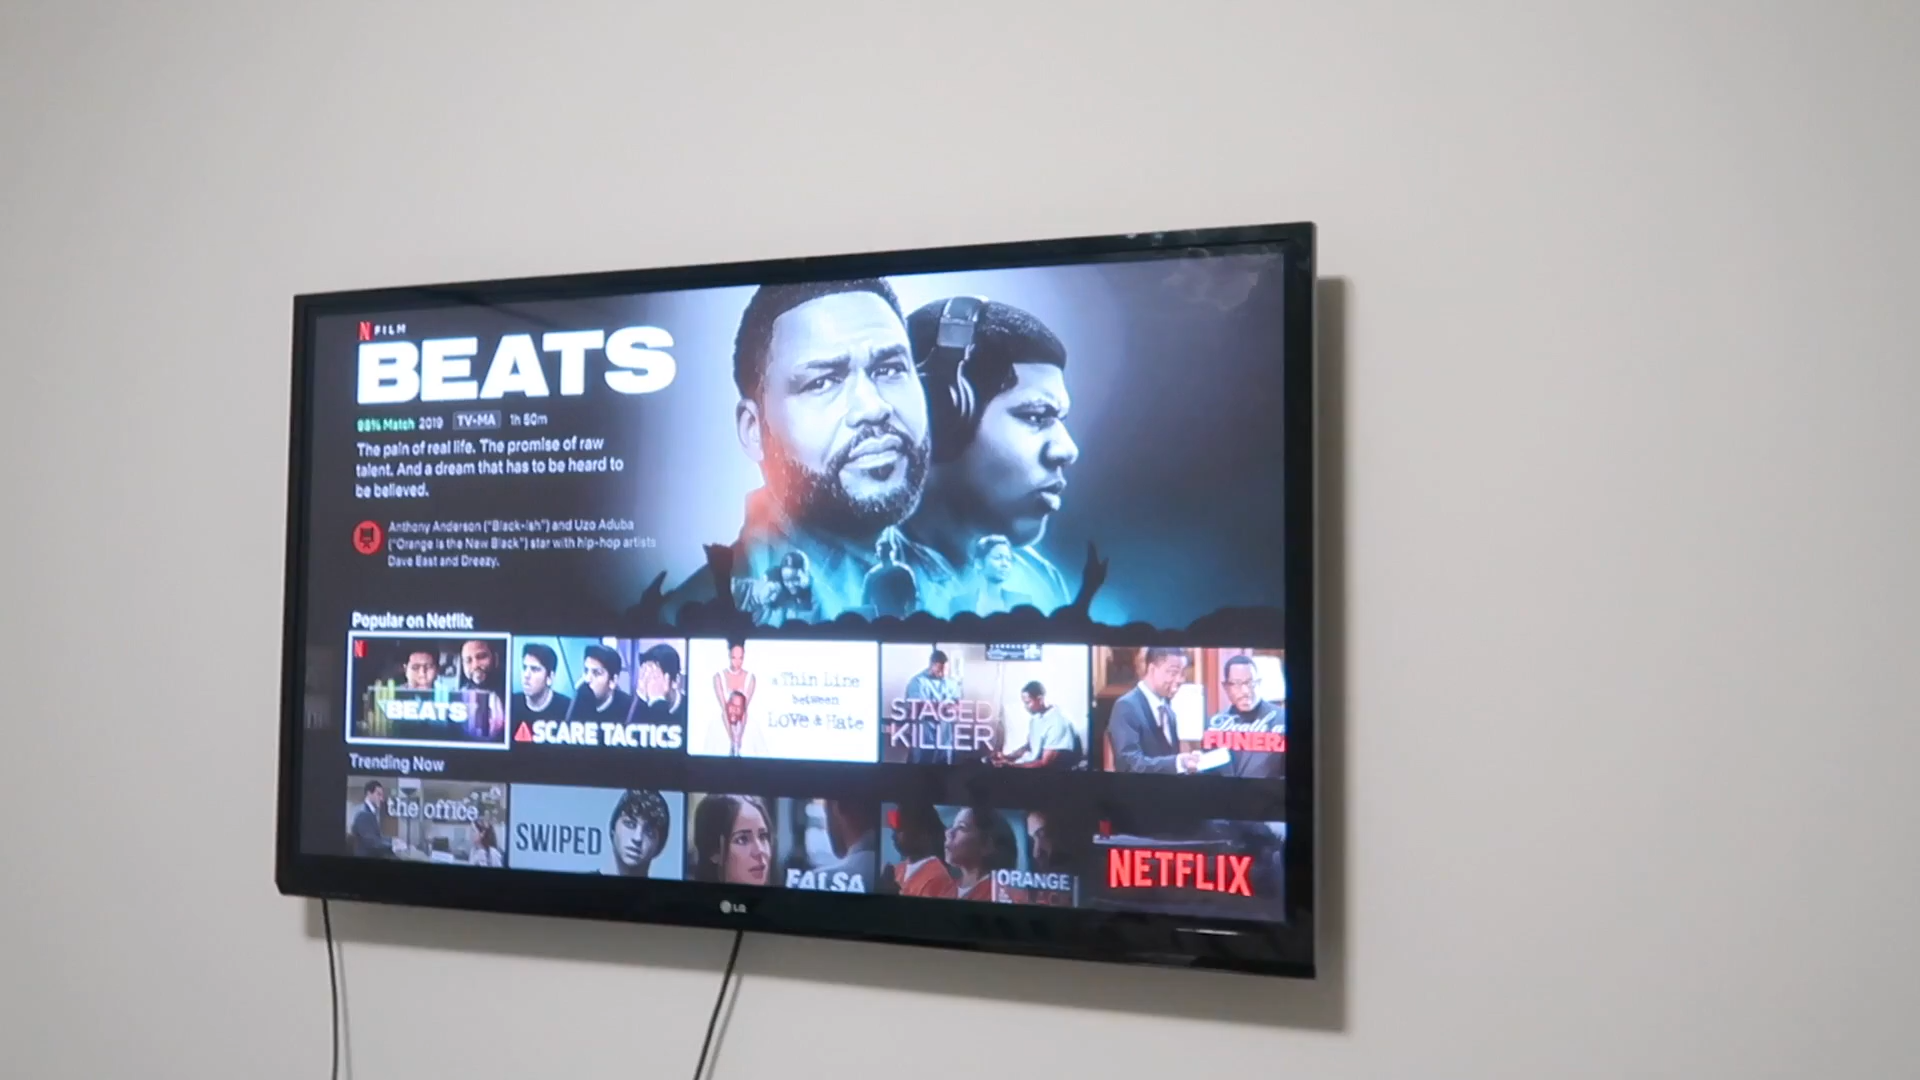 N FILM
BEATS
98% Match 2019 TV-MA 1h 50m
The pain of real life. The promise of raw
talent. And a dream that has to be heard to
be believed.
Anthony Anderson ("Black-ish") and Uzo Aduba
("Orange Is the New Black") star with hip-hop artists
Dave East and Dreezy.
Popular on Netflix
N
BEATS
SCARE TACTICS
a Thin Line
between
Love & Hate
STAGED
KILLER
Death a
FUNERA
Trending Now
the office
SWIPED
FALSA
ORANGE
N
NETFLIX
LG